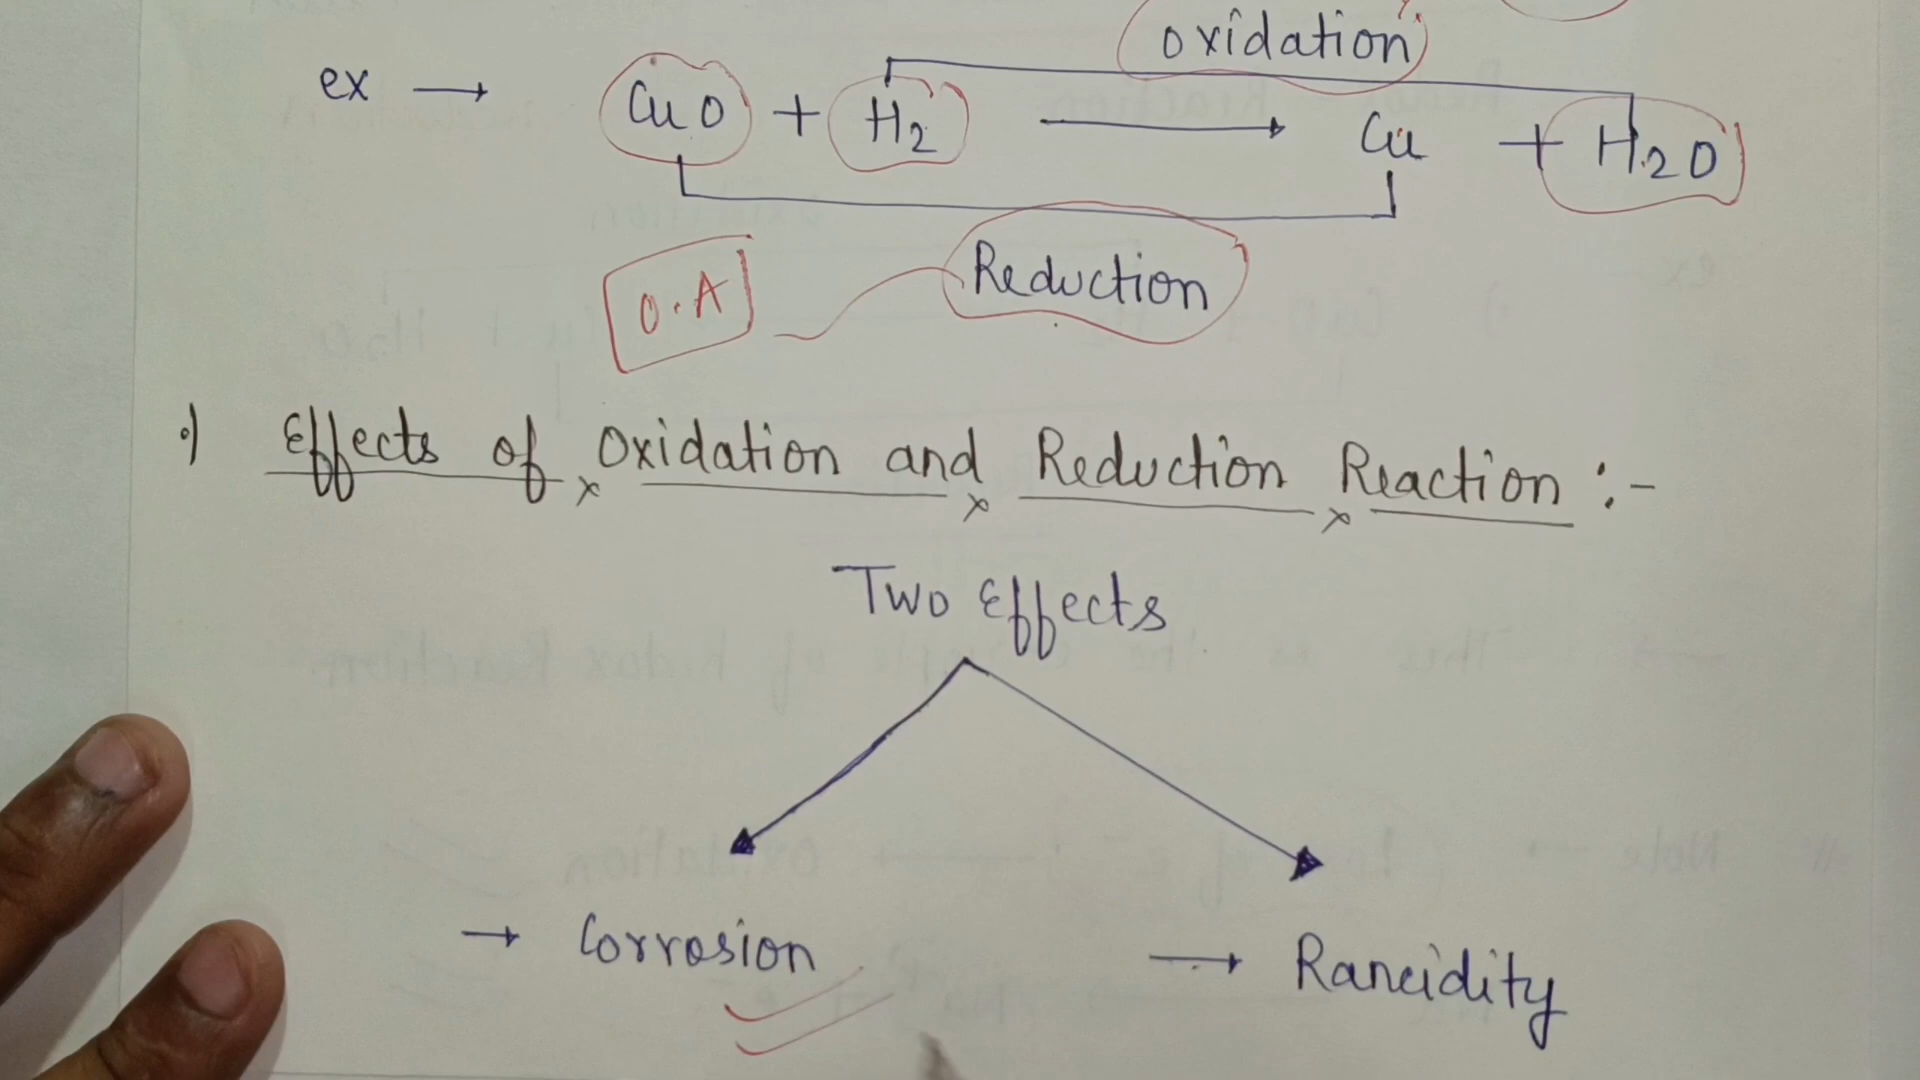 oxidation
ex → CuO + H2 → Cu + H2O
O.A Reduction
•) Effects of Oxidation and Reduction Reaction :-
Two Effects
→ Corrosion → Rancidity